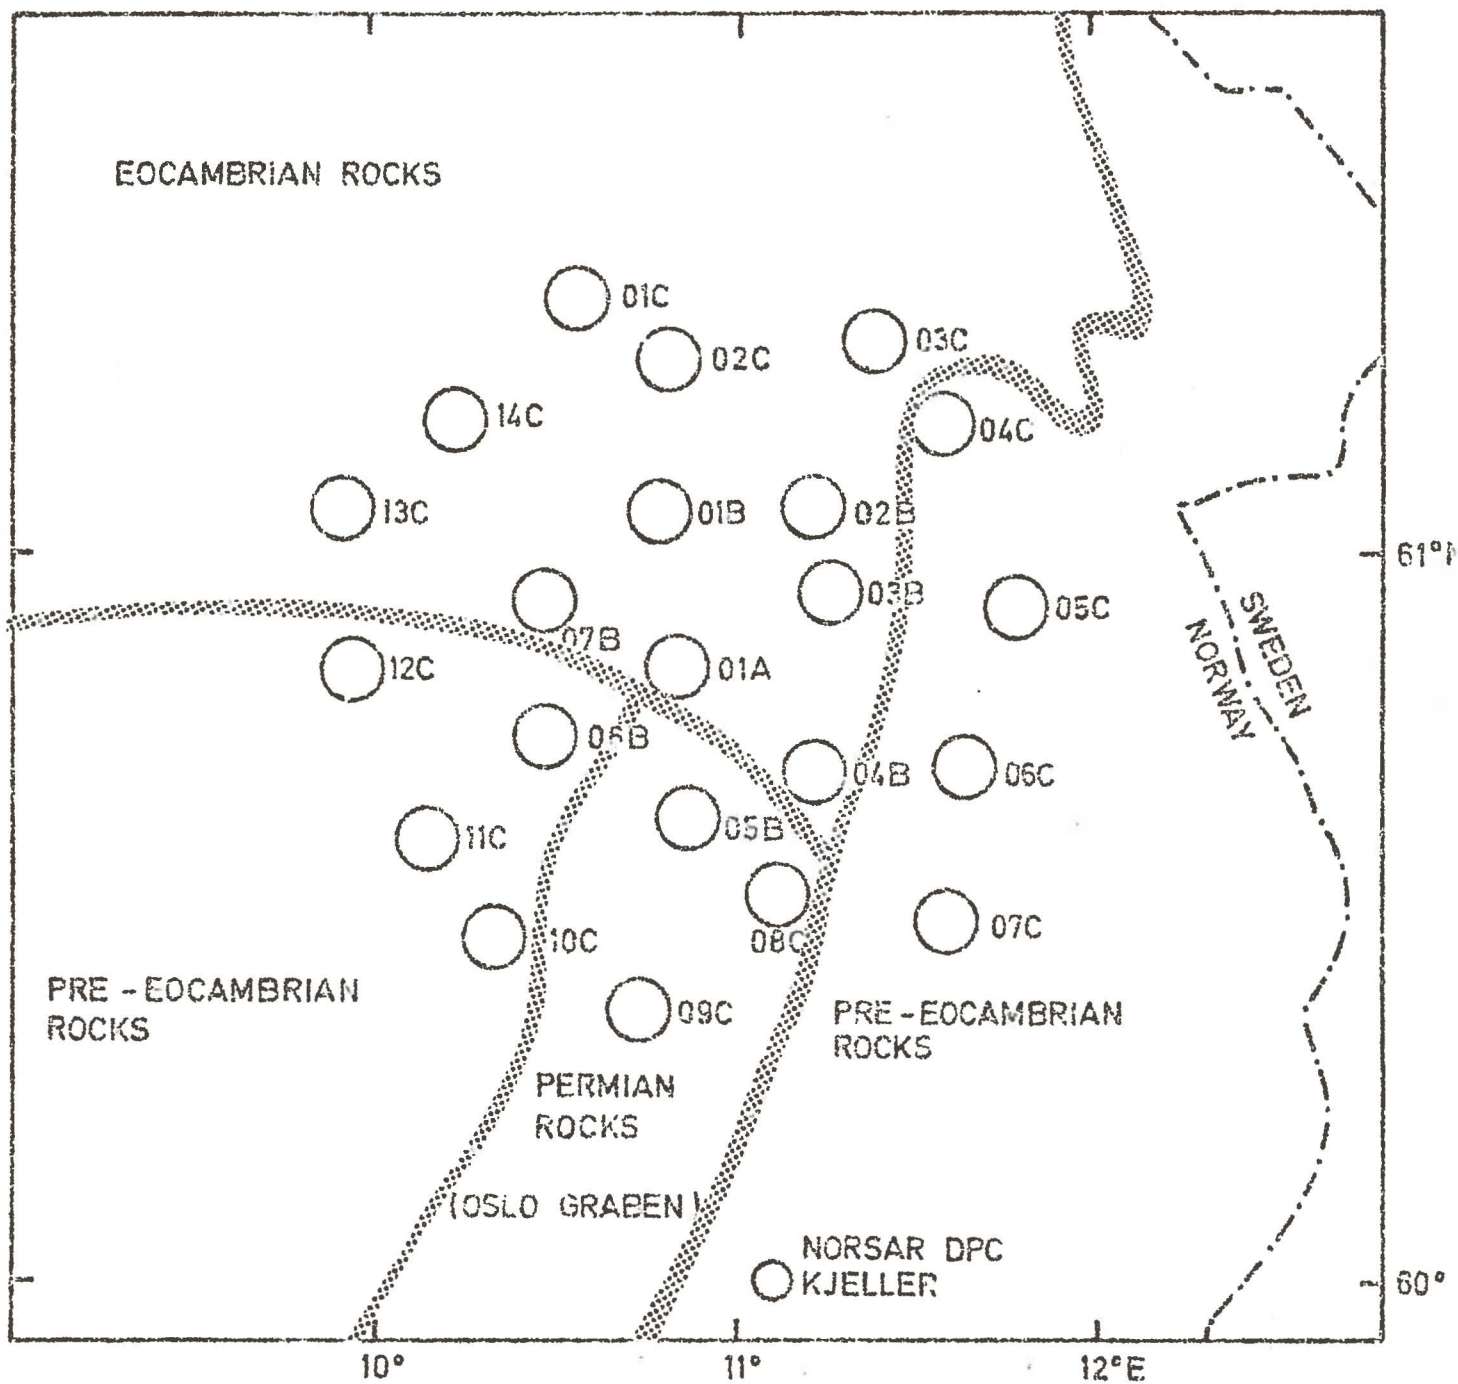 EOCAMBRIAN ROCKS
01C
02C
03C
14C
04C
13C
01B
02B
61°
03B
05C
SWEDEN
NORWAY
07B
12C
01A
06B
04B
06C
05B
11C
08C
07C
10C
PRE - EOCAMBRIAN
ROCKS
09C
PRE - EOCAMBRIAN
ROCKS
PERMIAN
ROCKS
(OSLO GRABEN)
NORSAR DPC
KJELLER
60°
10°
11°
12°E